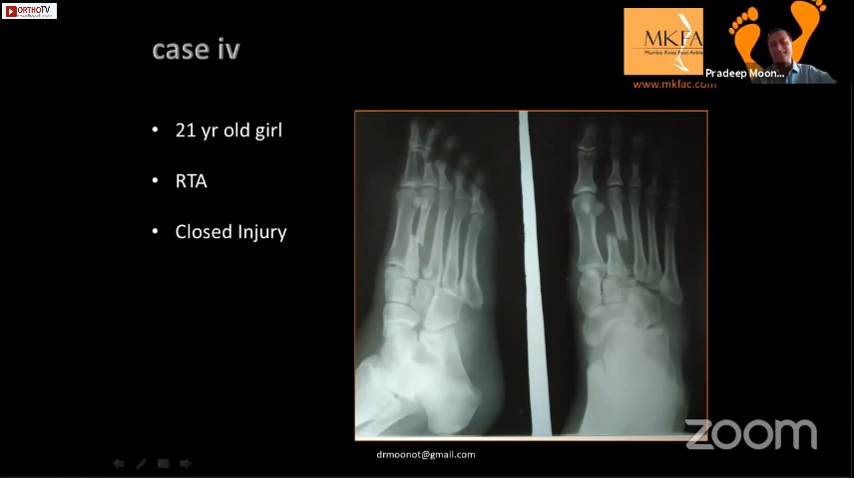 ORTHOTV
case iv
MKFA
Pradeep Moon...
www.mkfac.com
• 21 yr old girl
• RTA
• Closed Injury
zoom
drmoonot@gmail.com